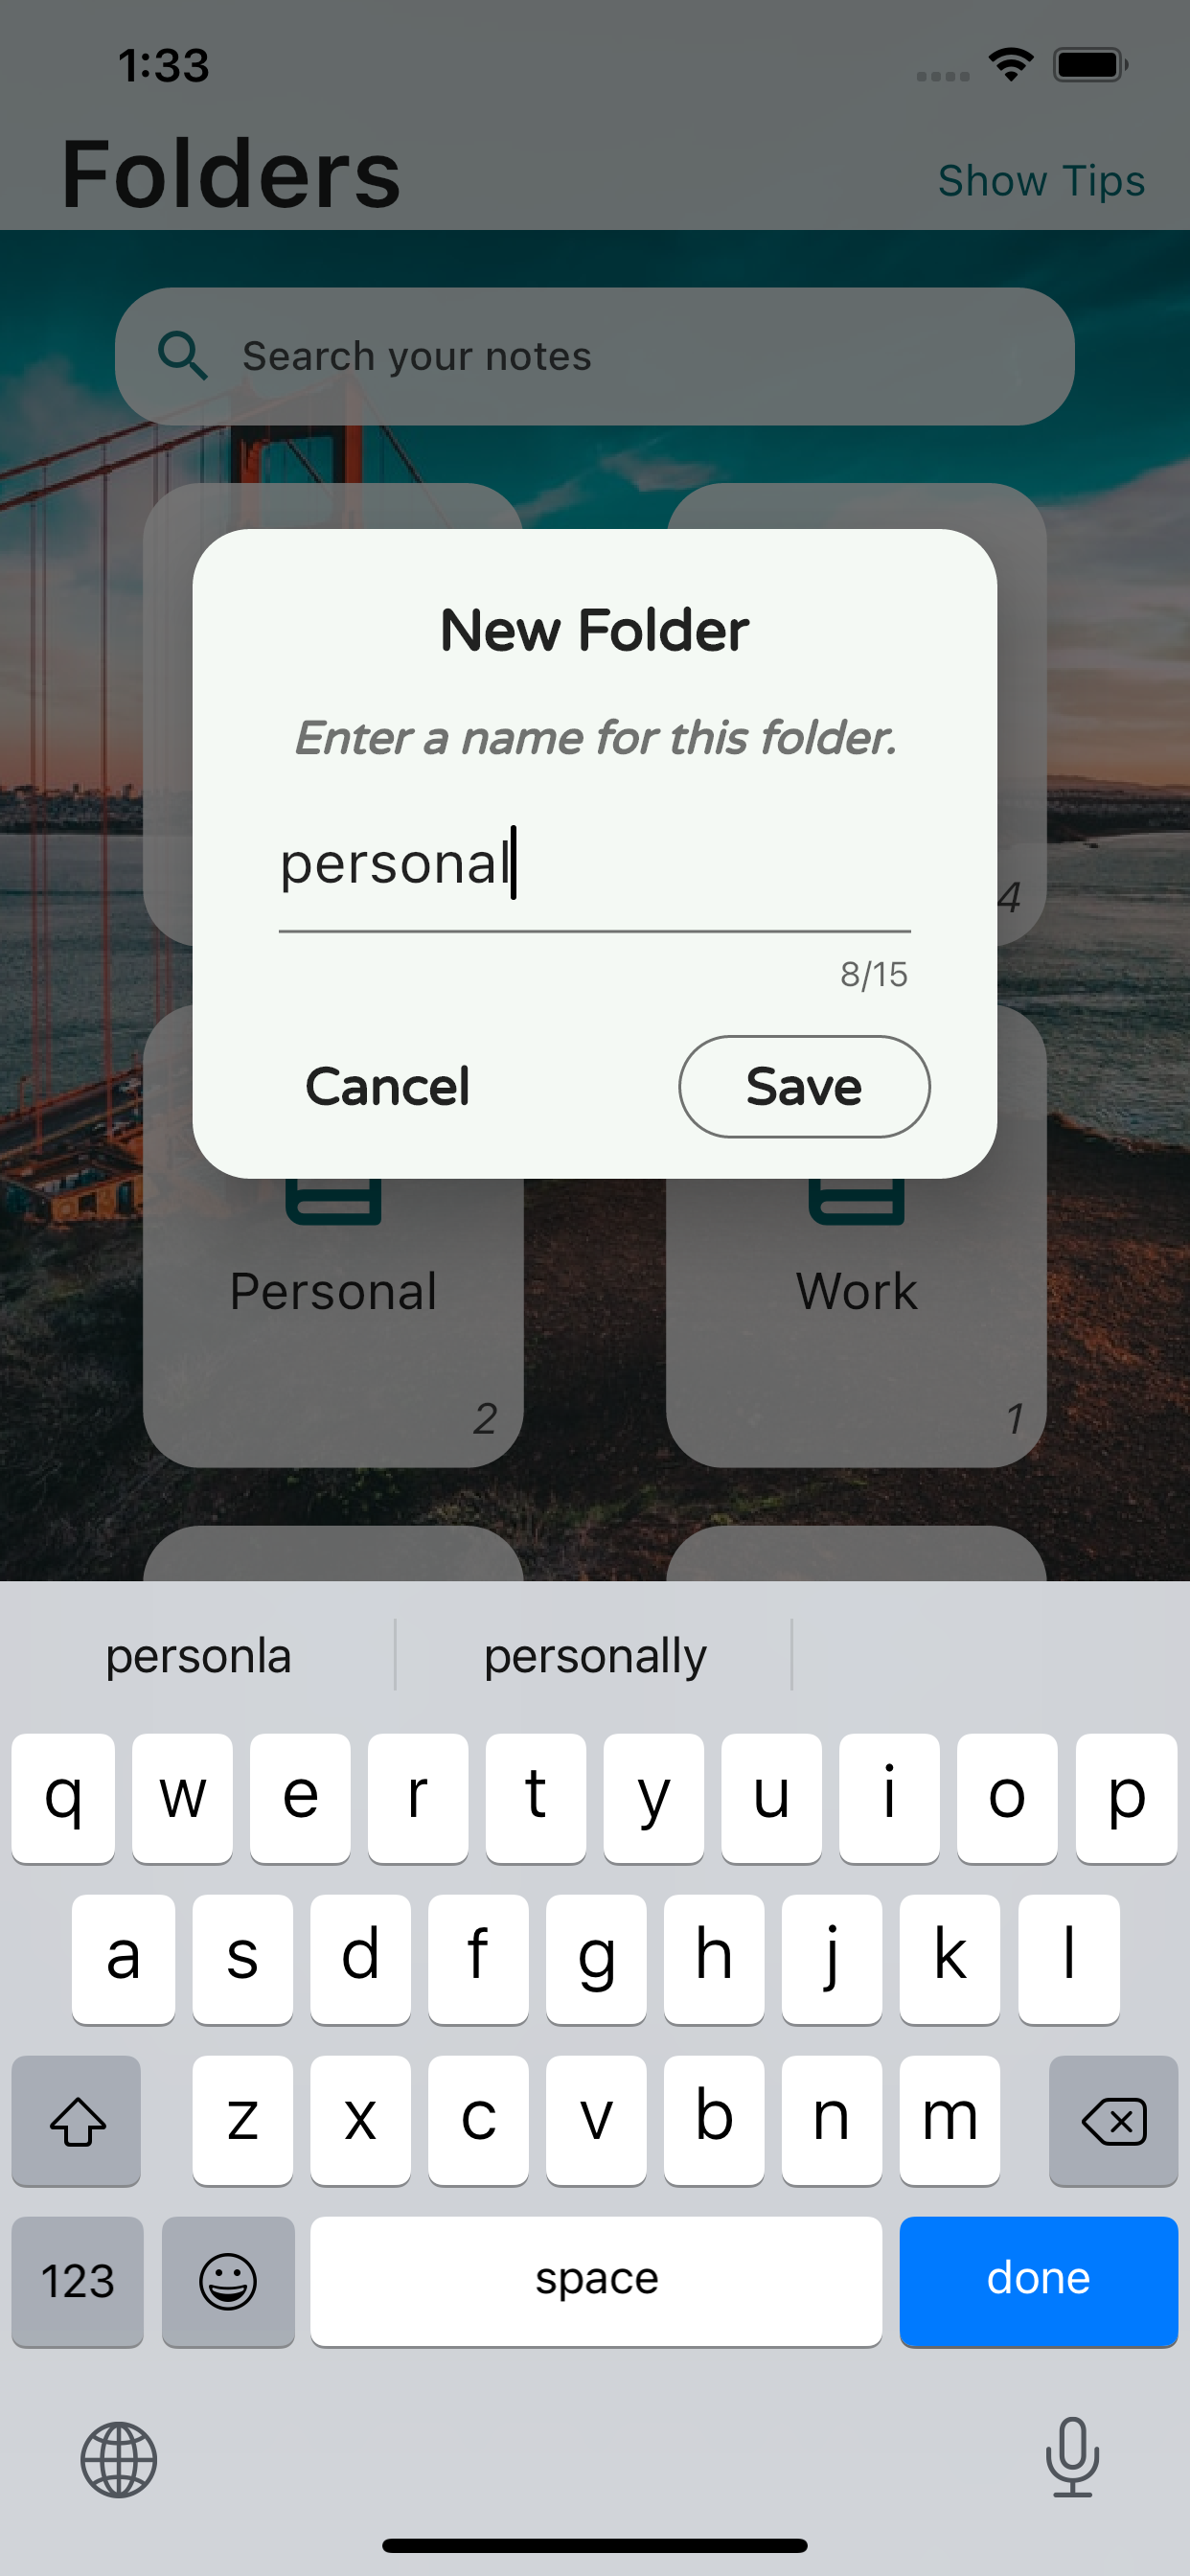 1:33
Folders
Show Tips
Search your notes
New Folder
Enter a name for this folder.
personal
4
8/15
Cancel
Save
Personal
Work
2
1
personla
personally
q w e r t y u i o p
a s d f g h j k l
z x c v b n m
123
space
done